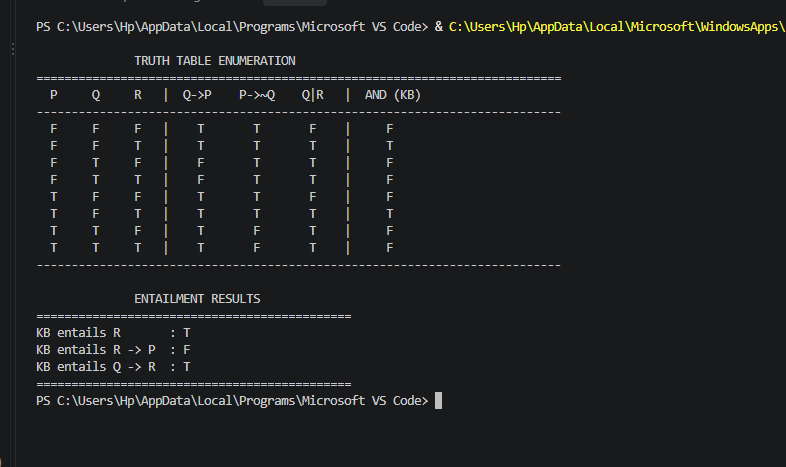 PS C:\Users\Hp\AppData\Local\Programs\Microsoft VS Code> & C:\Users\Hp\AppData\Local\Microsoft\WindowsApps\
TRUTH TABLE ENUMERATION
===========================================================================
P     Q     R   |  Q->P   P->~Q    Q|R   |  AND (KB)
---------------------------------------------------------------------------
F     F     F   |    T       T       F    |     F
F     F     T   |    T       T       T    |     T
F     T     F   |    F       T       T    |     F
F     T     T   |    F       T       T    |     F
T     F     F   |    T       T       F    |     F
T     F     T   |    T       T       T    |     T
T     T     F   |    T       F       T    |     F
T     T     T   |    T       F       T    |     F
---------------------------------------------------------------------------
ENTAILMENT RESULTS
=============================================
KB entails R       : T
KB entails R -> P  : F
KB entails Q -> R  : T
=============================================
PS C:\Users\Hp\AppData\Local\Programs\Microsoft VS Code>